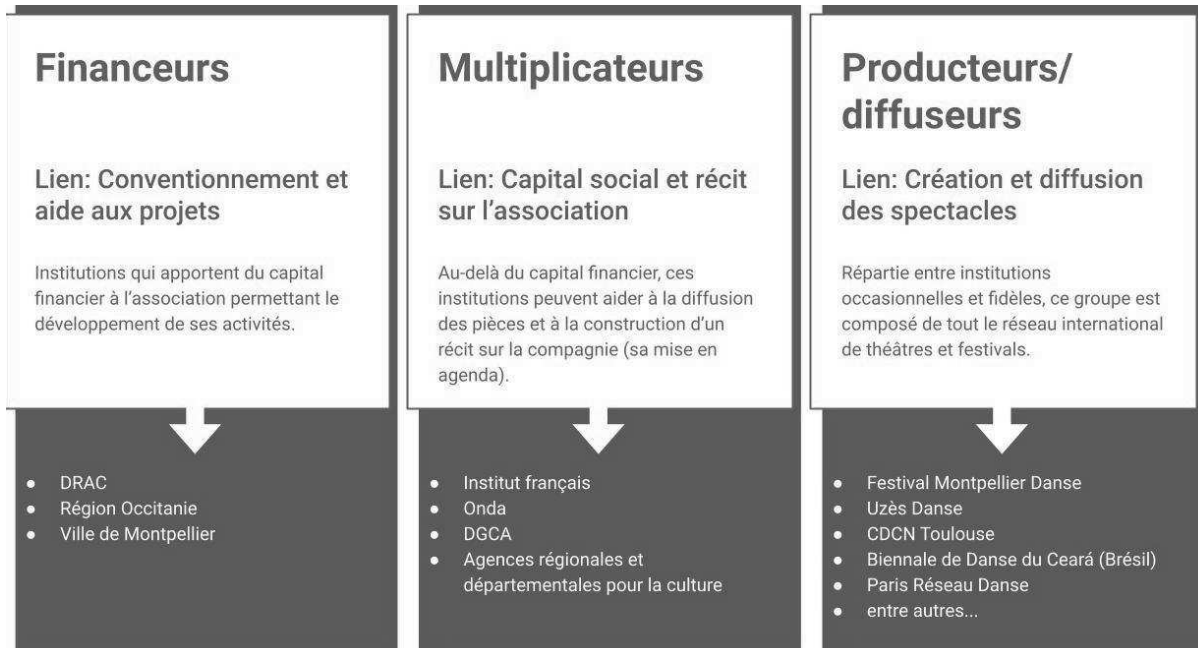 Financeurs
Lien: Conventionnement et
aide aux projets
Institutions qui apportent du capital
financier à l'association permettant le
développement de ses activités.
● DRAC
● Région Occitanie
● Ville de Montpellier
Multiplicateurs
Lien: Capital social et récit
sur l'association
Au-delà du capital financier, ces
institutions peuvent aider à la diffusion
des pièces et à la construction d'un
récit sur la compagnie (sa mise en
agenda).
● Institut français
● Onda
● DGCA
● Agences régionales et
départementales pour la culture
Producteurs/
diffuseurs
Lien: Création et diffusion
des spectacles
Répartie entre institutions
occasionnelles et fidèles, ce groupe est
composé de tout le réseau international
de théâtres et festivals.
● Festival Montpellier Danse
● Uzès Danse
● CDCN Toulouse
● Biennale de Danse du Ceará (Brésil)
● Paris Réseau Danse
● entre autres...